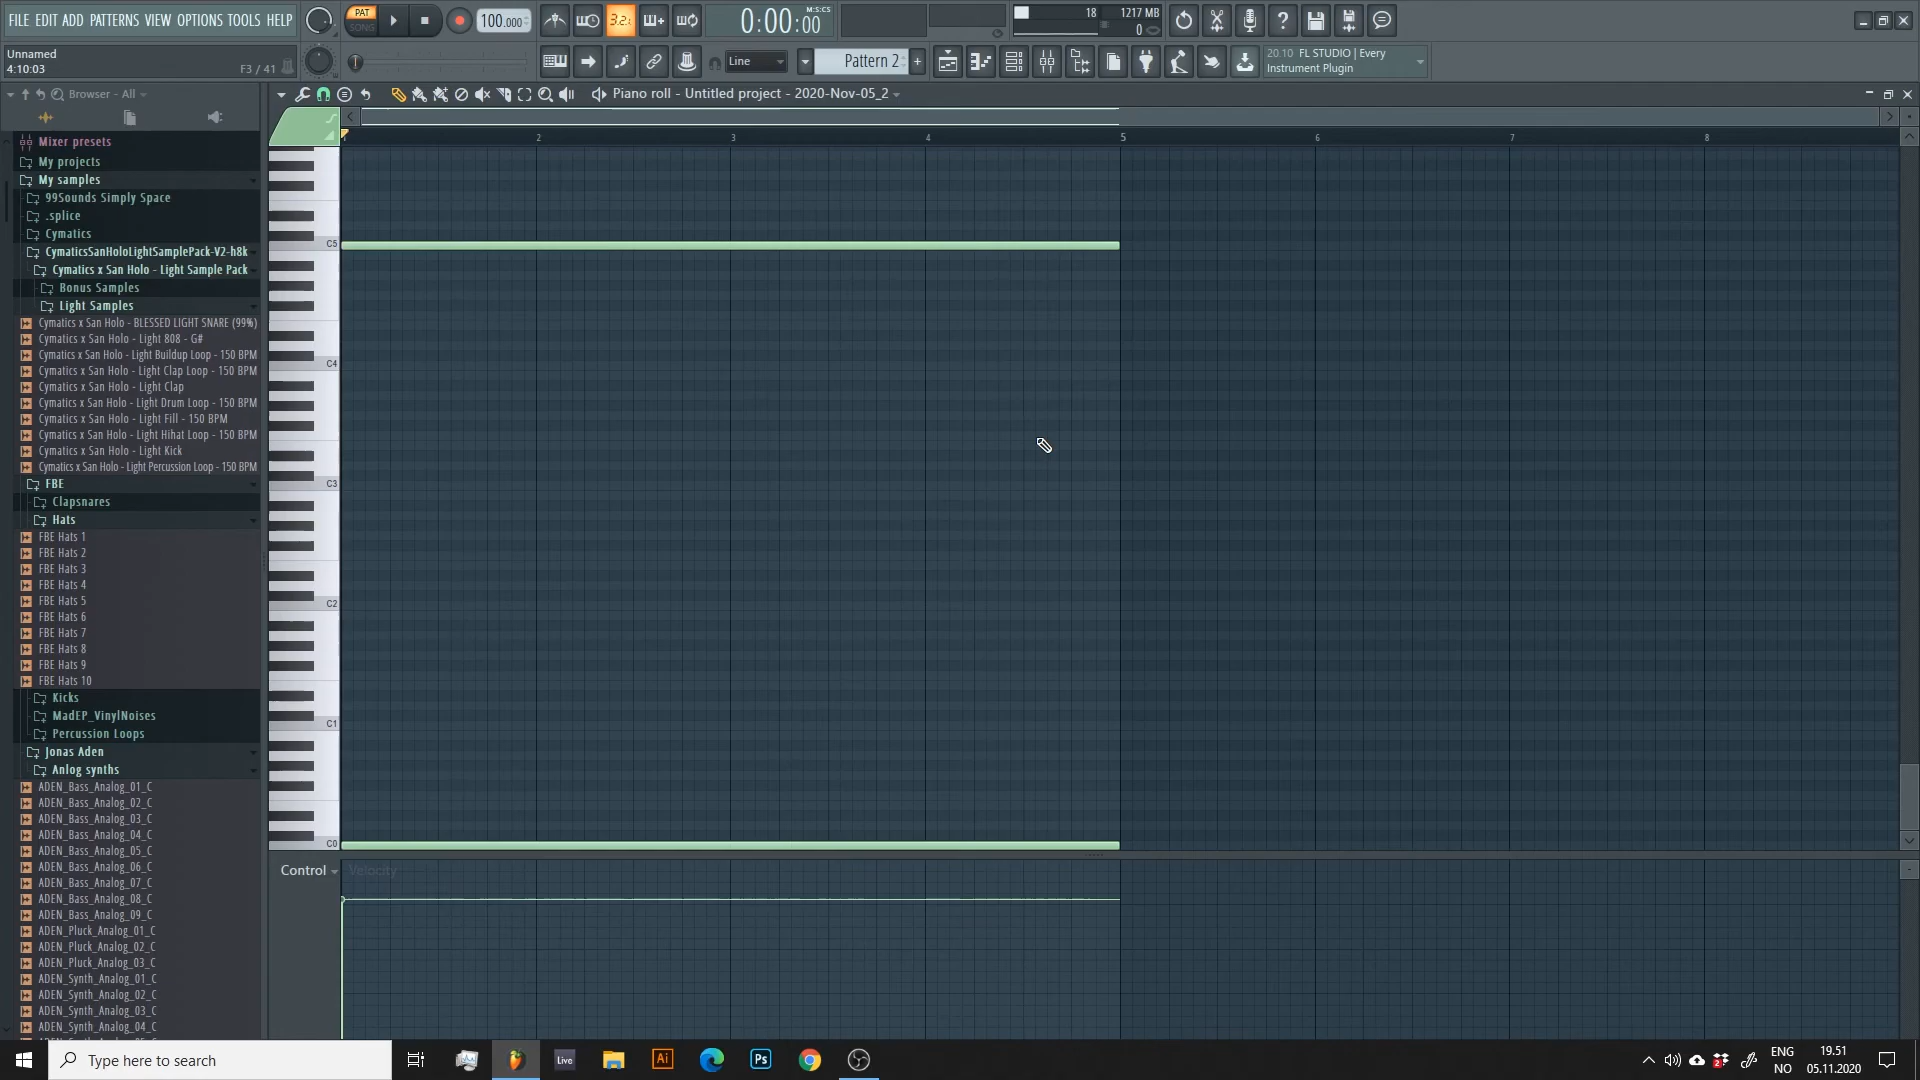 FILE EDIT ADD PATTERNS VIEW OPTIONS TOOLS HELP
PAT
SONG
100.000
3.2.
0:00:00
M:S:CS
18
1217 MB
0
Unnamed
4:10:03
F3 / 41
Line
Pattern 2
20.10 FL STUDIO | Every
Instrument Plugin
Browser - All
Piano roll - Untitled project - 2020-Nov-05_2
Mixer presets
My projects
My samples
99Sounds Simply Space
.splice
Cymatics
CymaticsSanHoloLightSamplePack-V2-h8k
Cymatics x San Holo - Light Sample Pack
Bonus Samples
Light Samples
Cymatics x San Holo - BLESSED LIGHT SNARE (99%)
Cymatics x San Holo - Light 808 - G#
Cymatics x San Holo - Light Buildup Loop - 150 BPM
Cymatics x San Holo - Light Clap Loop - 150 BPM
Cymatics x San Holo - Light Clap
Cymatics x San Holo - Light Drum Loop - 150 BPM
Cymatics x San Holo - Light Fill - 150 BPM
Cymatics x San Holo - Light Hihat Loop - 150 BPM
Cymatics x San Holo - Light Kick
Cymatics x San Holo - Light Percussion Loop - 150 BPM
FBE
Clapsnares
Hats
FBE Hats 1
FBE Hats 2
FBE Hats 3
FBE Hats 4
FBE Hats 5
FBE Hats 6
FBE Hats 7
FBE Hats 8
FBE Hats 9
FBE Hats 10
Kicks
MadEP_VinylNoises
Percussion Loops
Jonas Aden
Anlog synths
ADEN_Bass_Analog_01_C
ADEN_Bass_Analog_02_C
ADEN_Bass_Analog_03_C
ADEN_Bass_Analog_04_C
ADEN_Bass_Analog_05_C
ADEN_Bass_Analog_06_C
ADEN_Bass_Analog_07_C
ADEN_Bass_Analog_08_C
ADEN_Bass_Analog_09_C
ADEN_Pluck_Analog_01_C
ADEN_Pluck_Analog_02_C
ADEN_Pluck_Analog_03_C
ADEN_Synth_Analog_01_C
ADEN_Synth_Analog_02_C
ADEN_Synth_Analog_03_C
ADEN_Synth_Analog_04_C
2 3 4 5 6 7 8
C5
C4
C3
C2
C1
C0
Control
Velocity
Type here to search
Live
Ai
Ps
2
ENG
NO
19.51
05.11.2020